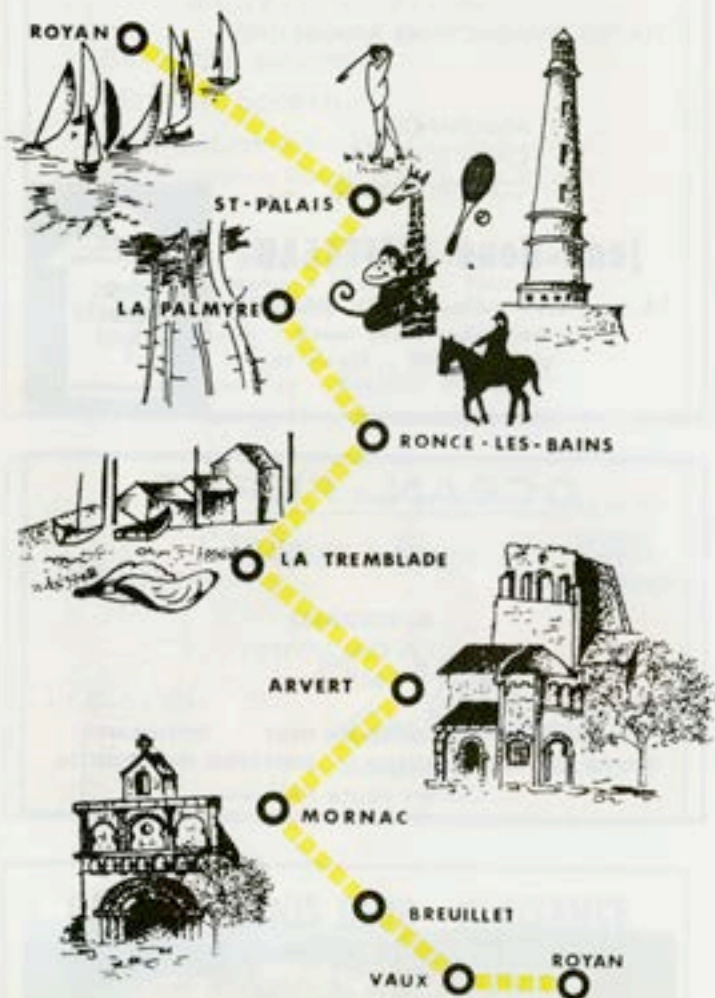 ROYAN
ST-PALAIS
LA PALMYRE
RONCE-LES-BAINS
LA TREMBLADE
ARVERT
MORNAC
BREUILLET
VAUX
ROYAN